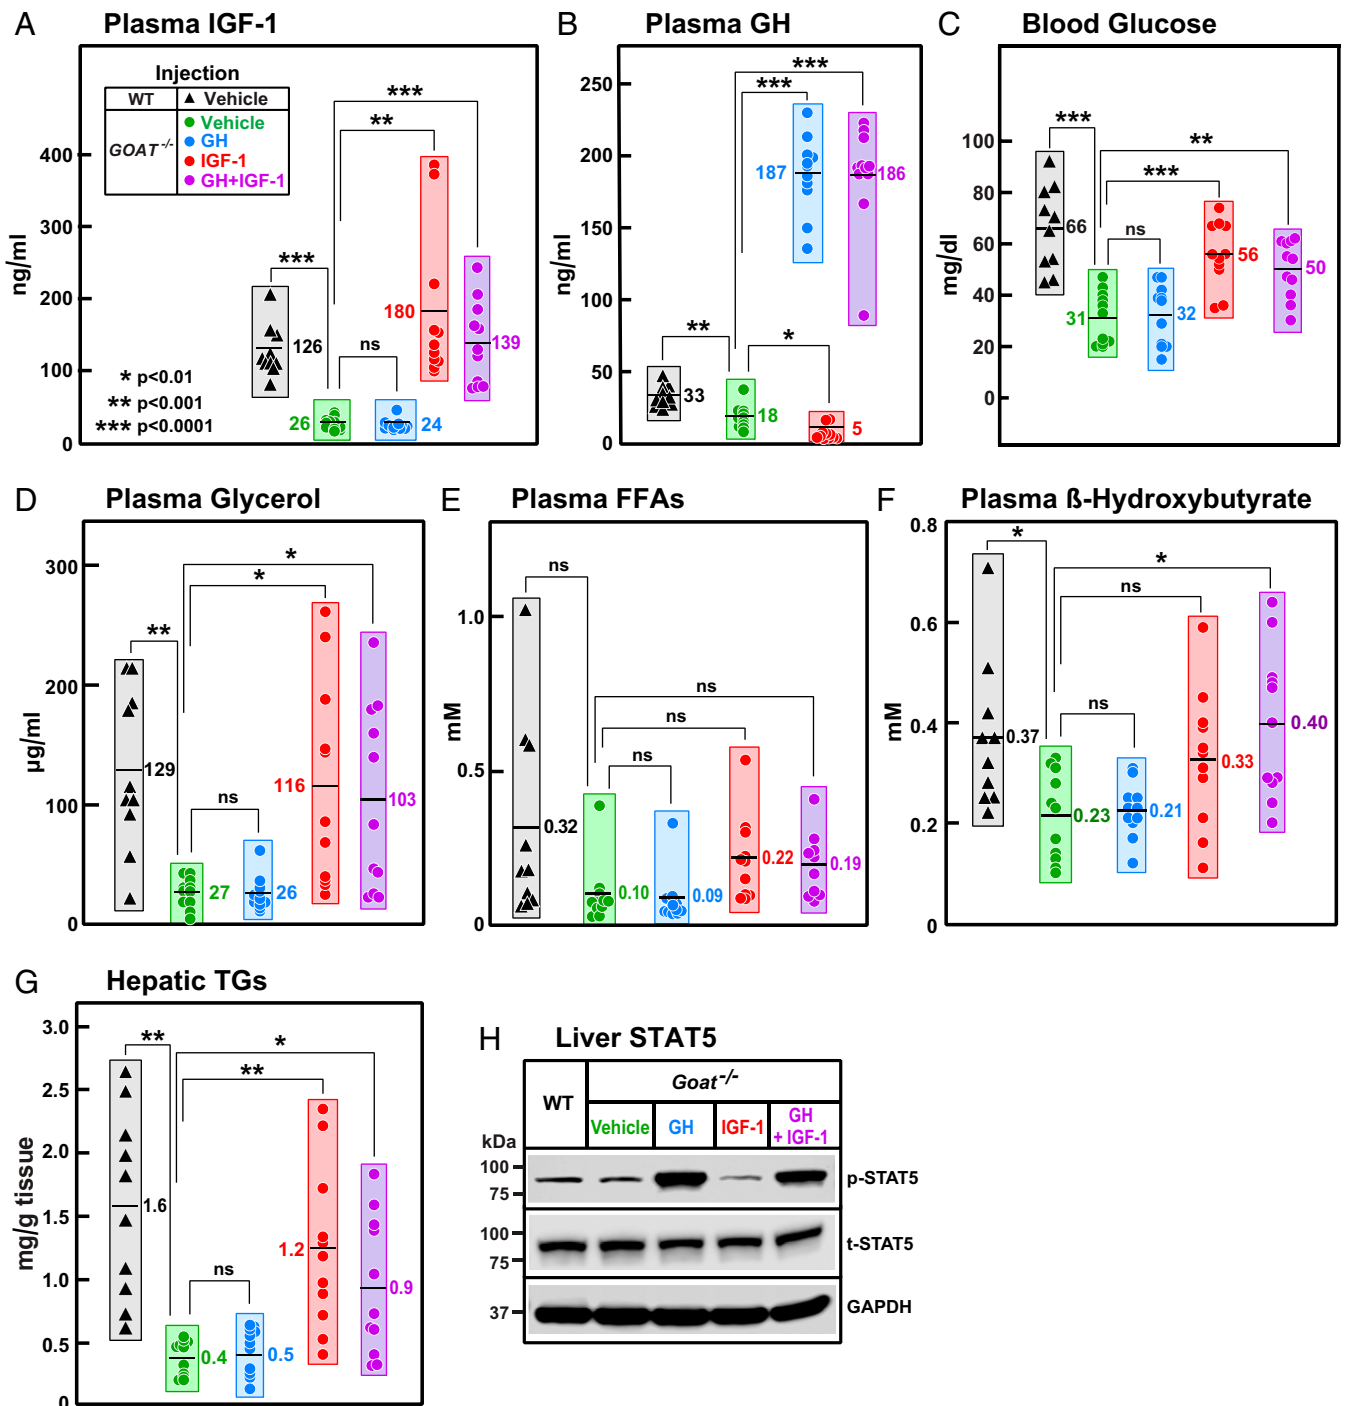 A Plasma IGF-1
Injection
WT ▲ Vehicle
GOAT-/- ● Vehicle
● GH
● IGF-1
● GH+IGF-1
ng/ml
400
300
200
100
0
***
**
***
ns
126
26
24
180
139
* p<0.01
** p<0.001
*** p<0.0001
B Plasma GH
ng/ml
250
200
150
100
50
0
***
***
**
*
33
18
187
5
186
C Blood Glucose
mg/dl
100
80
60
40
20
0
***
**
***
ns
66
31
32
56
50
D Plasma Glycerol
µg/ml
300
200
100
0
*
*
**
ns
129
27
26
116
103
E Plasma FFAs
mM
1.0
0.5
0
ns
ns
ns
ns
0.32
0.10
0.09
0.22
0.19
F Plasma ß-Hydroxybutyrate
mM
0.8
0.6
0.4
0.2
0
*
*
ns
ns
0.37
0.23
0.21
0.33
0.40
G Hepatic TGs
mg/g tissue
3.0
2.5
2.0
1.5
1.0
0.5
0
**
*
**
ns
1.6
0.4
0.5
1.2
0.9
H Liver STAT5
WT Goat-/-
Vehicle GH IGF-1 GH + IGF-1
kDa
100
75
p-STAT5
100
75
t-STAT5
37
GAPDH